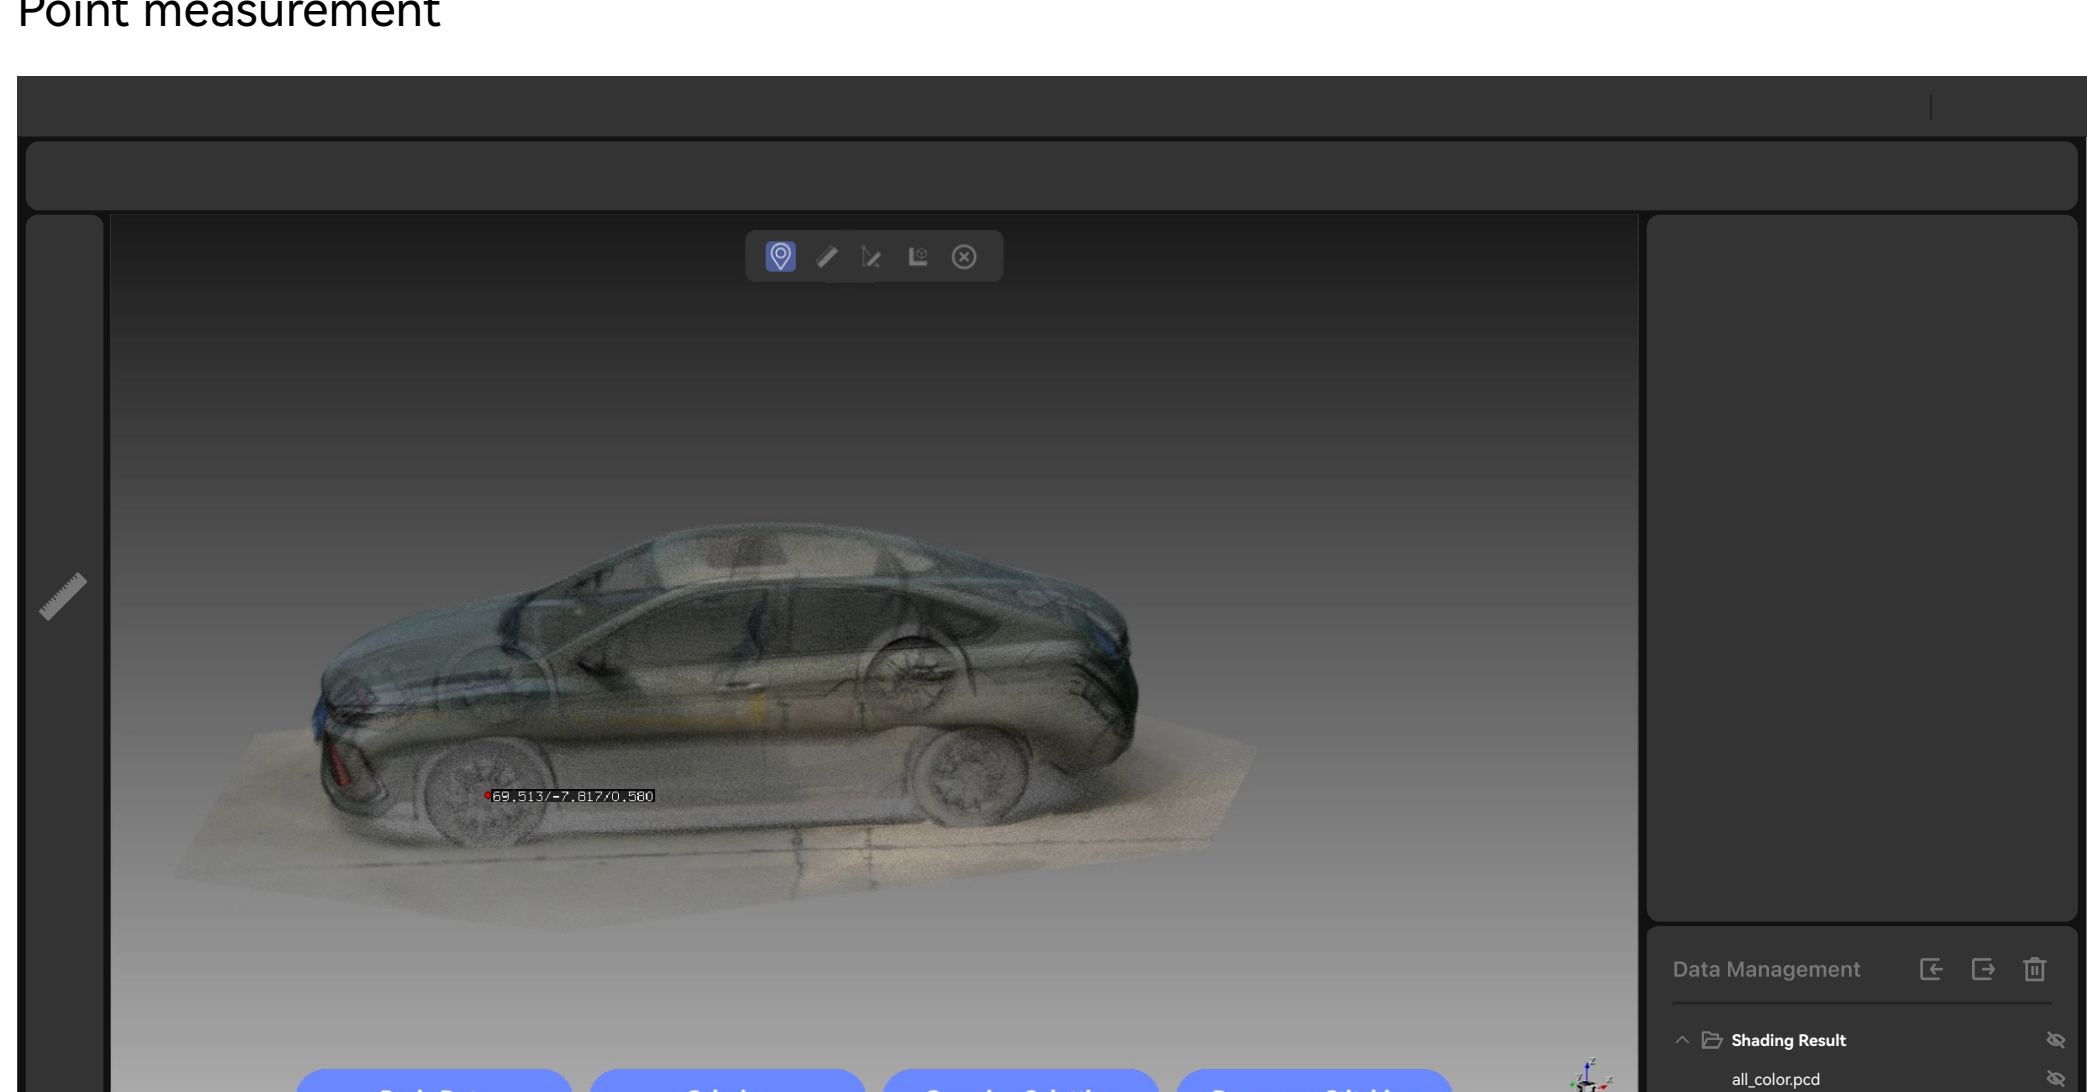 Point measurement
69.513/-7.817/0.580
Data Management
Shading Result
all_color.pcd